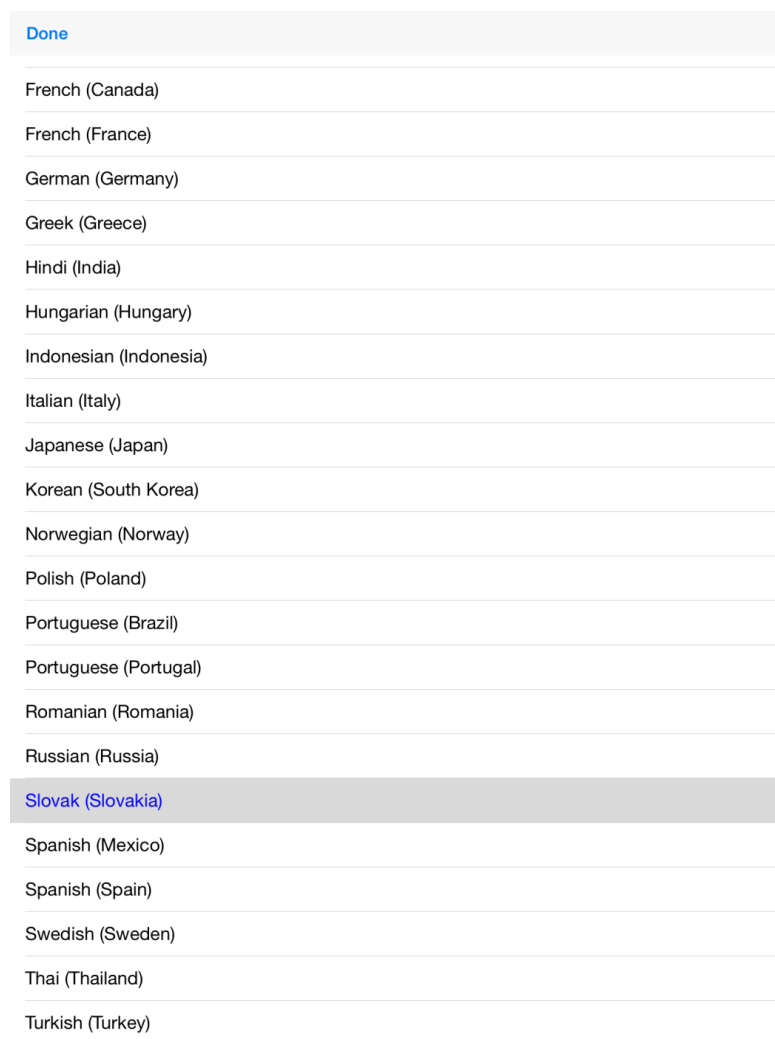 Done
French (Canada)
French (France)
German (Germany)
Greek (Greece)
Hindi (India)
Hungarian (Hungary)
Indonesian (Indonesia)
Italian (Italy)
Japanese (Japan)
Korean (South Korea)
Norwegian (Norway)
Polish (Poland)
Portuguese (Brazil)
Portuguese (Portugal)
Romanian (Romania)
Russian (Russia)
Slovak (Slovakia)
Spanish (Mexico)
Spanish (Spain)
Swedish (Sweden)
Thai (Thailand)
Turkish (Turkey)